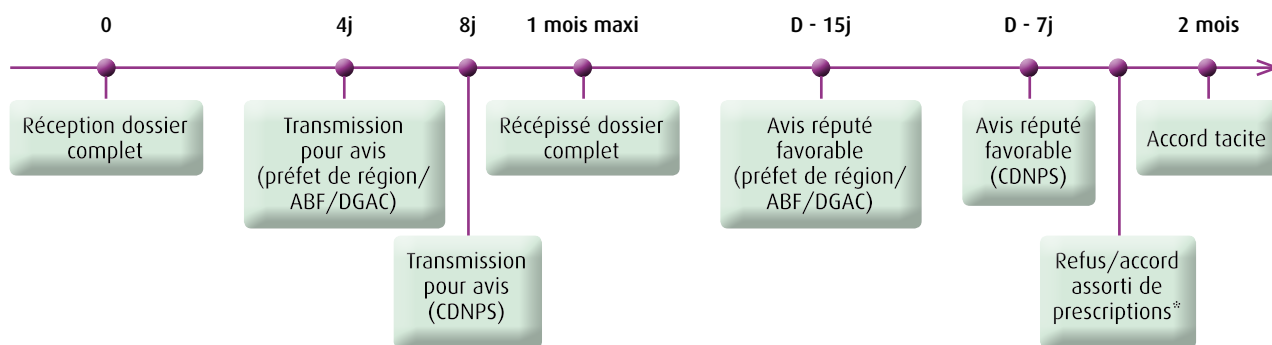 0
4j
8j
1 mois maxi
D - 15j
D - 7j
2 mois
Réception dossier
complet
Transmission
pour avis
(préfet de région/
ABF/DGAC)
Transmission
pour avis
(CDNPS)
Récépissé dossier
complet
Avis réputé
favorable
(préfet de région/
ABF/DGAC)
Avis réputé
favorable
(CDNPS)
Refus/accord
assorti de
prescriptions*
Accord tacite